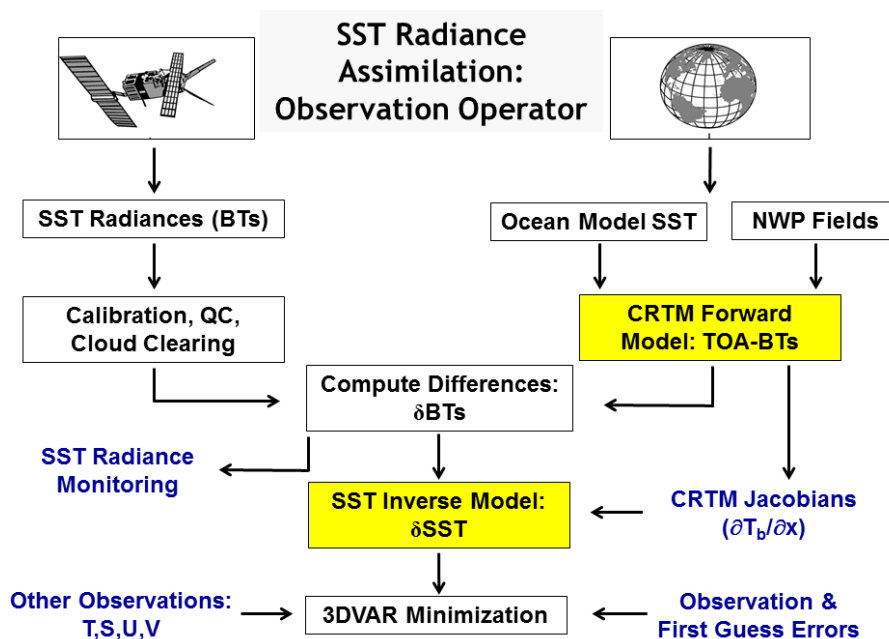 SST Radiance
Assimilation:
Observation Operator
SST Radiances (BTs)
Ocean Model SST
NWP Fields
Calibration, QC,
Cloud Clearing
CRTM Forward
Model: TOA-BTs
Compute Differences:
δBTs
SST Radiance
Monitoring
SST Inverse Model:
δSST
CRTM Jacobians
(∂T_b/∂x)
Other Observations:
T,S,U,V
3DVAR Minimization
Observation &
First Guess Errors